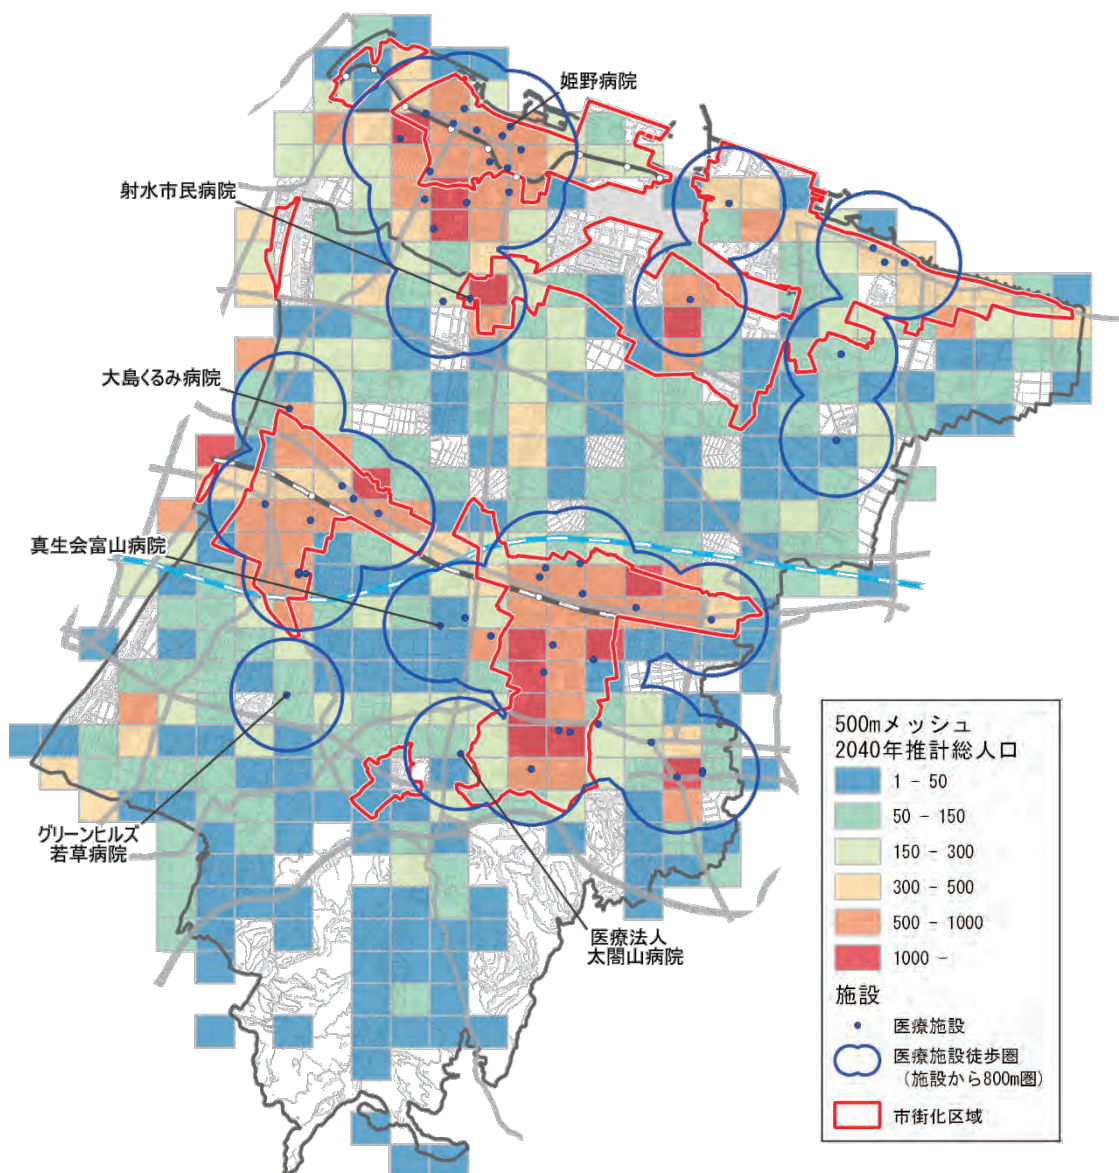 姫野病院
射水市民病院
大島くるみ病院
真生会富山病院
グリーンヒルズ
若草病院
医療法人
太閤山病院
500mメッシュ
2040年推計総人口
1 - 50
50 - 150
150 - 300
300 - 500
500 - 1000
1000 -
施設
医療施設
医療施設徒歩圏
(施設から800m圏)
市街化区域